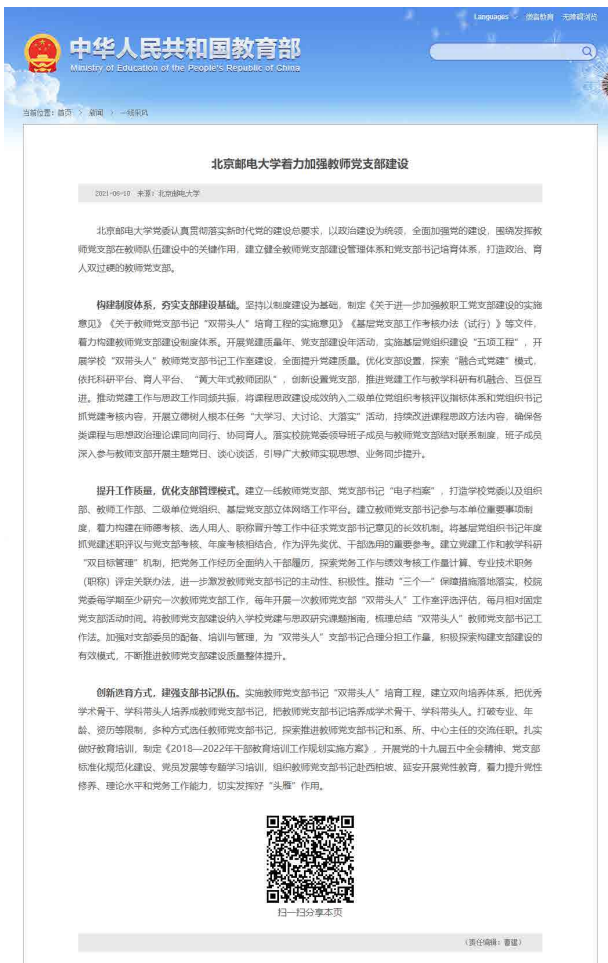 Languages 微言教育 无障碍浏览
中华人民共和国教育部
Ministry of Education of the People's Republic of China
当前位置：首页 > 新闻 > 一线采风
北京邮电大学着力加强教师党支部建设
2021-06-10 来源：北京邮电大学
北京邮电大学党委认真贯彻落实新时代党的建设总要求，以政治建设为统领，全面加强党的建设，围绕发挥教
师党支部在教师队伍建设中的关键作用，建立健全教师党支部建设管理体系和党支部书记培育体系，打造政治、育
人双过硬的教师党支部。
构建制度体系，夯实支部建设基础。坚持以制度建设为基础，制定《关于进一步加强教职工党支部建设的实施
意见》《关于教师党支部书记“双带头人”培育工程的实施意见》《基层党支部工作考核办法（试行）》等文件，
着力构建教师党支部建设制度体系。开展党建质量年、党支部建设年活动，实施基层党组织建设“五项工程”，开
展学校“双带头人”教师党支部书记工作室建设，全面提升党建质量。优化支部设置，探索“融合式党建”模式，
依托科研平台、育人平台、“黄大年式教师团队”，创新设置党支部，推进党建工作与教学科研有机融合、互促互
进。推动党建工作与思政工作同频共振，将课程思政建设成效纳入二级单位党组织考核评议指标体系和党组织书记
抓党建考核内容，开展立德树人根本任务“大学习、大讨论、大落实”活动，持续改进课程思政方法内容，确保各
类课程与思想政治理论课同向同行、协同育人。落实校院党委领导班子成员与教师党支部结对联系制度，班子成员
深入参与教师支部开展主题党日、谈心谈话，引导广大教师实现思想、业务同步提升。
提升工作质量，优化支部管理模式。建立一线教师党支部、党支部书记“电子档案”，打造学校党委以及组织
部、教师工作部、二级单位党组织、基层党支部立体网络工作平台。建立教师党支部书记参与本单位重要事项制
度，着力构建在师德考核、选人用人、职称晋升等工作中征求党支部书记意见的长效机制。将基层党组织书记年度
抓党建述职评议与党支部考核、年度考核相结合，作为评先奖优、干部选用的重要参考。建立党建工作和教学科研
“双目标管理”机制，把党务工作经历全面纳入干部履历，探索党务工作与绩效考核工作量计算、专业技术职务
（职称）评定关联办法，进一步激发教师党支部书记的主动性、积极性。推动“三个一”保障措施落地落实，校院
党委每学期至少研究一次教师党支部工作，每年开展一次教师党支部“双带头人”工作室评选评估，每月相对固定
党支部活动时间。将教师党支部建设纳入学校党建与思政研究课题指南，梳理总结“双带头人”教师党支部书记工
作法。加强对支部委员的配备、培训与管理，为“双带头人”支部书记合理分担工作量，积极探索构建支部建设的
有效模式，不断推进教师党支部建设质量整体提升。
创新选育方式，建强支部书记队伍。实施教师党支部书记“双带头人”培育工程，建立双向培养体系，把优秀
学术骨干、学科带头人培养成教师党支部书记，把教师党支部书记培养成学术骨干、学科带头人。打破专业、年
龄、资历等限制，多种方式选任教师党支部书记，探索推进教师党支部书记和系、所、中心主任的交流任职。扎实
做好教育培训，制定《2018—2022年干部教育培训工作规划实施方案》，开展党的十九届五中全会精神、党支部
标准化规范化建设、党员发展等专题学习培训，组织教师党支部书记赴西柏坡、延安开展党性教育，着力提升党性
修养、理论水平和党务工作能力，切实发挥好“头雁”作用。
扫一扫分享本页
（责任编辑：曹建）